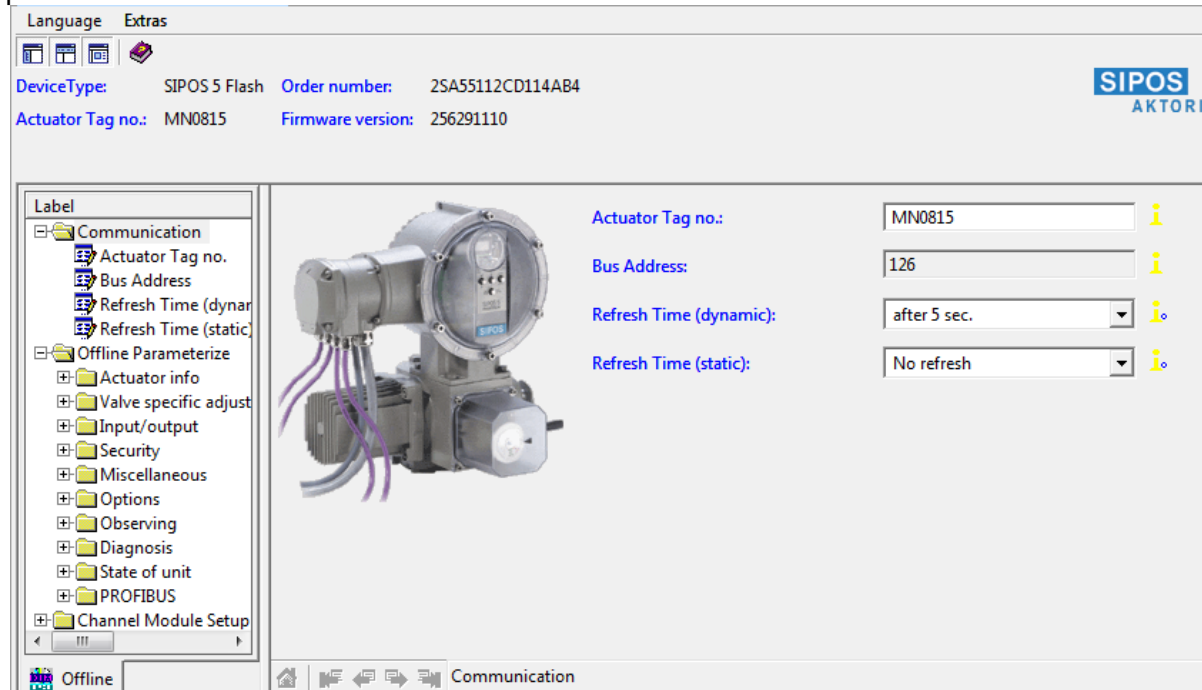 Language Extras
DeviceType: SIPOS 5 Flash Order number: 2SA55112CD114AB4
SIPOS
AKTORI
Actuator Tag no.: MN0815 Firmware version: 256291110
Label
Communication
Actuator Tag no.
Bus Address
Refresh Time (dynar
Refresh Time (static)
Offline Parameterize
Actuator info
Valve specific adjust
Input/output
Security
Miscellaneous
Options
Observing
Diagnosis
State of unit
PROFIBUS
Channel Module Setup
Offline
SIPOS
Actuator Tag no.: MN0815
Bus Address: 126
Refresh Time (dynamic): after 5 sec.
Refresh Time (static): No refresh
Communication